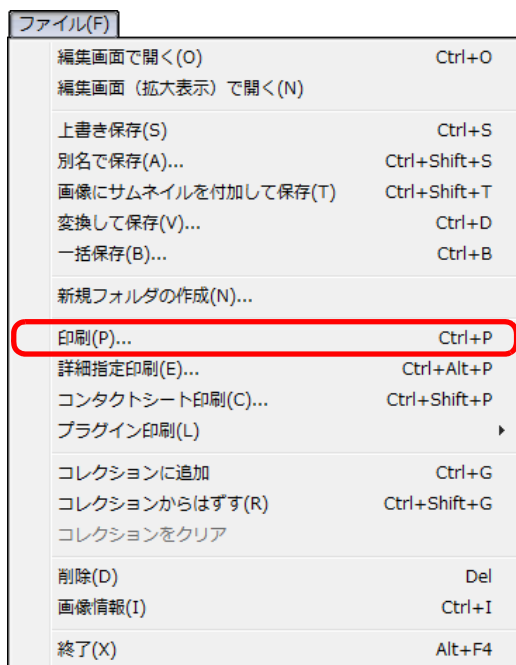 ファイル(F)
編集画面で開く(O) Ctrl+O
編集画面（拡大表示）で開く(N)
上書き保存(S) Ctrl+S
別名で保存(A)... Ctrl+Shift+S
画像にサムネイルを付加して保存(T) Ctrl+Shift+T
変換して保存(V)... Ctrl+D
一括保存(B)... Ctrl+B
新規フォルダの作成(N)...
印刷(P)... Ctrl+P
詳細指定印刷(E)... Ctrl+Alt+P
コンタクトシート印刷(C)... Ctrl+Shift+P
プラグイン印刷(L)
コレクションに追加 Ctrl+G
コレクションからはずす(R) Ctrl+Shift+G
コレクションをクリア
削除(D) Del
画像情報(I) Ctrl+I
終了(X) Alt+F4